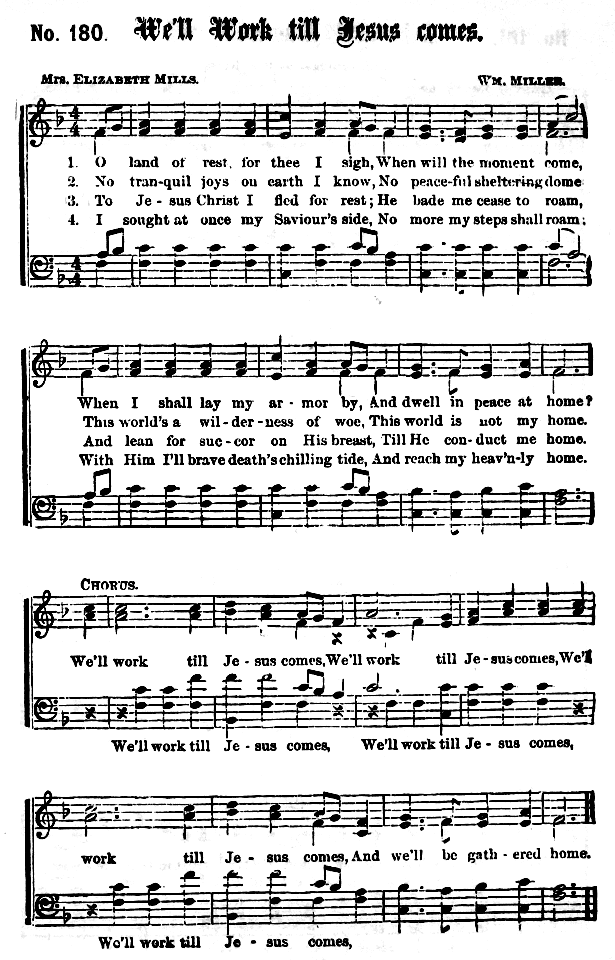 No. 180. We'll Work till Jesus comes.
Mrs. Elizabeth Mills. Wm. Miller.
4 4
1. O land of rest, for thee I sigh, When will the moment come,
2. No tran-quil joys on earth I know, No peace-ful sheltering dome
3. To Je-sus Christ I fled for rest; He bade me cease to roam,
4. I sought at once my Saviour's side, No more my steps shall roam;
4 4
When I shall lay my ar-mor by, And dwell in peace at home?
This world's a wil-der-ness of woe, This world is not my home.
And lean for suc-cor on His breast, Till He con-duct me home.
With Him I'll brave death's chilling tide, And reach my heav'n-ly home.
Chorus.
We'll work till Je-sus comes, We'll work till Je-sus comes, We'l
We'll work till Je-sus comes, We'll work till Je-sus comes,
work till Je-sus comes, And we'll be gath-ered home.
We'll work till Je-sus comes,